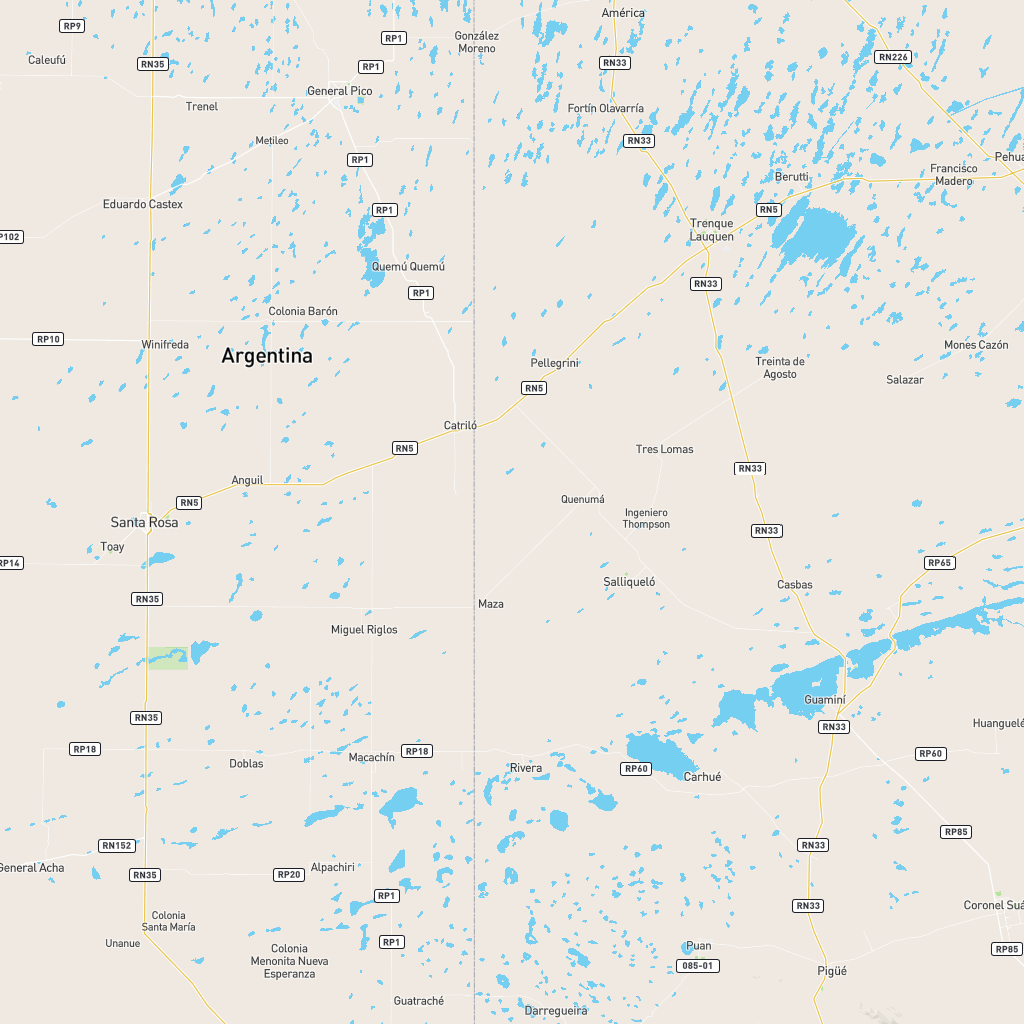 América
RP9
RP1
González
Moreno
Caleufú
RN35
RP1
RN33
RN226
General Pico
Trenel
Fortín Olavarría
Metileo
RN33
RP1
Pehua
Francisco
Madero
Berutti
Eduardo Castex
RP1
RN5
Trenque
Lauquen
P102
Quemú Quemú
RN33
RP1
Colonia Barón
RP10
Winifreda
Argentina
Mones Cazón
Pellegrini
Treinta de
Agosto
Salazar
RN5
Catriló
RN5
Tres Lomas
RN33
Anguil
RN5
Quenumá
Santa Rosa
Ingeniero
Thompson
RN33
Toay
RP14
RP65
Salliqueló
Casbas
RN35
Maza
Miguel Riglos
Guaminí
RN35
RN33
Huanguelé
RP18
RP18
RP60
Macachín
Doblas
Rivera
RP60
Carhué
RP85
RN152
RN33
General Acha
Alpachiri
RN35
RP20
RP1
RN33
Coronel Suá
Colonia
Santa María
Unanue
RP1
Puan
RP85
Colonia
Menonita Nueva
Esperanza
085-01
Pigüé
Guatraché
Darregueira